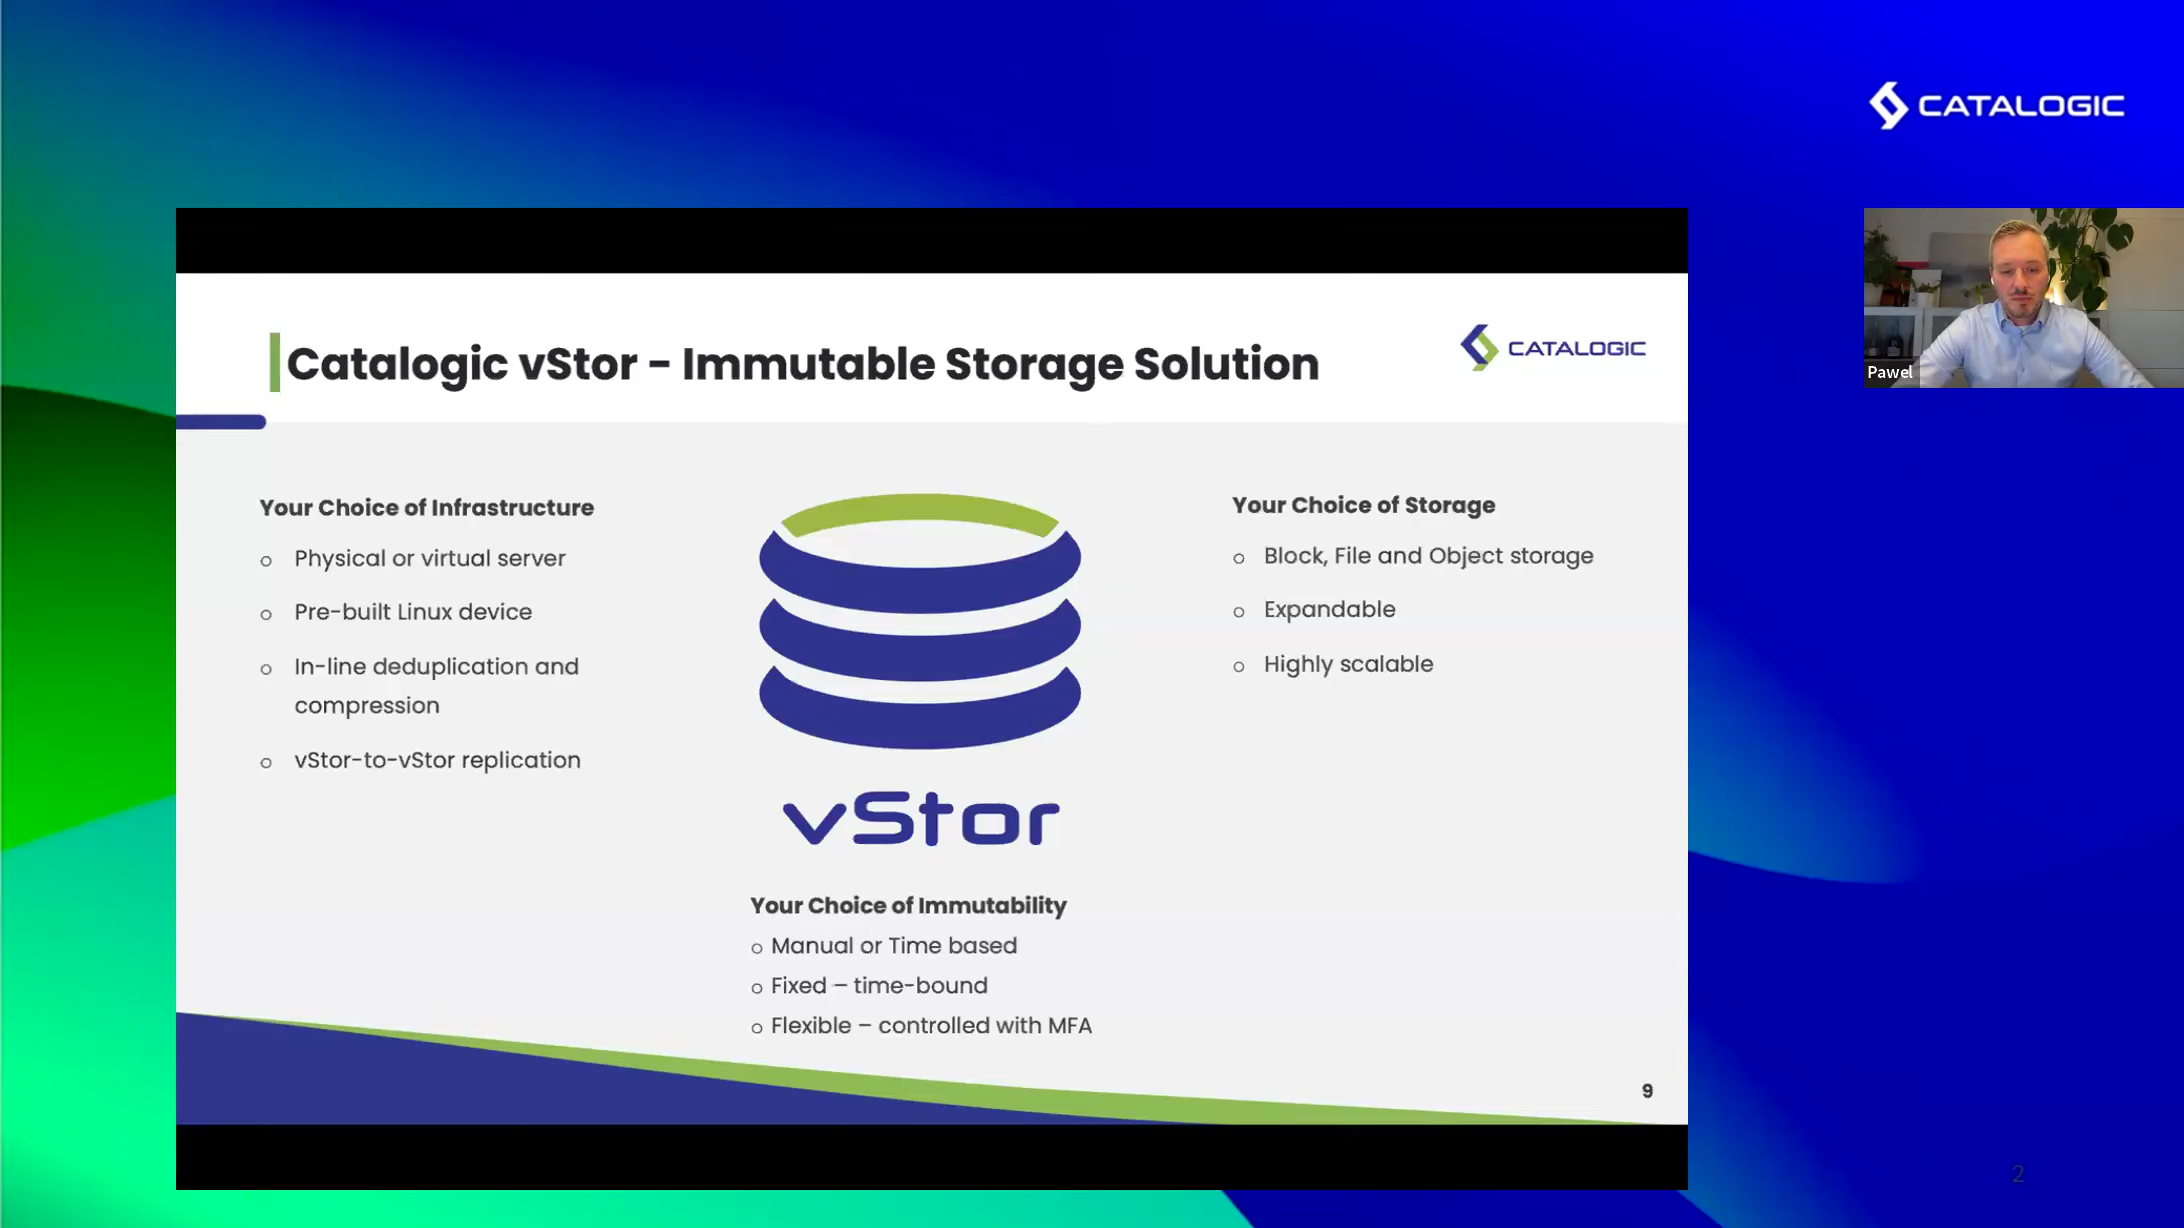 CATALOGIC
Pawel
Catalogic vStor – Immutable Storage Solution
CATALOGIC
Your Choice of Infrastructure
o Physical or virtual server
o Pre-built Linux device
o In-line deduplication and
compression
o vStor-to-vStor replication
vStor
Your Choice of Immutability
o Manual or Time based
o Fixed – time-bound
o Flexible – controlled with MFA
Your Choice of Storage
o Block, File and Object storage
o Expandable
o Highly scalable
9
2